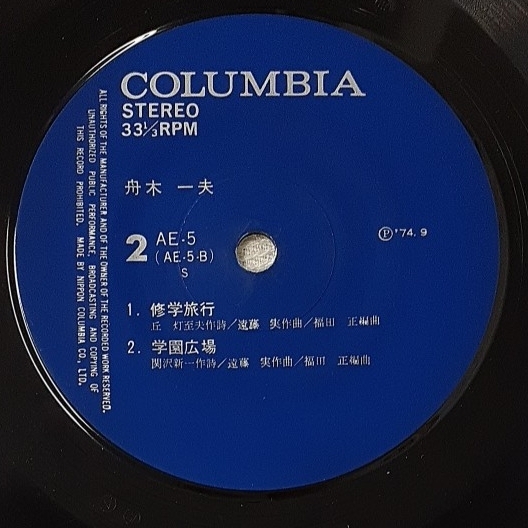 COLUMBIA
STEREO
33⅓RPM
舟木 一夫
2 AE-5
(AE-5-B)
S
Ⓟ'74. 9
1. 修学旅行
丘 灯至夫作詩/遠藤 実作曲/福田 正編曲
2. 学園広場
関沢新一作詩/遠藤 実作曲/福田 正編曲
ALL RIGHTS OF THE MANUFACTURER AND OF THE OWNER OF THE RECORDED WORK RESERVED.
UNAUTHORIZED PUBLIC PERFORMANCE, BROADCASTING AND COPYING OF
THIS RECORD PROHIBITED. MADE BY NIPPON COLUMBIA CO., LTD.